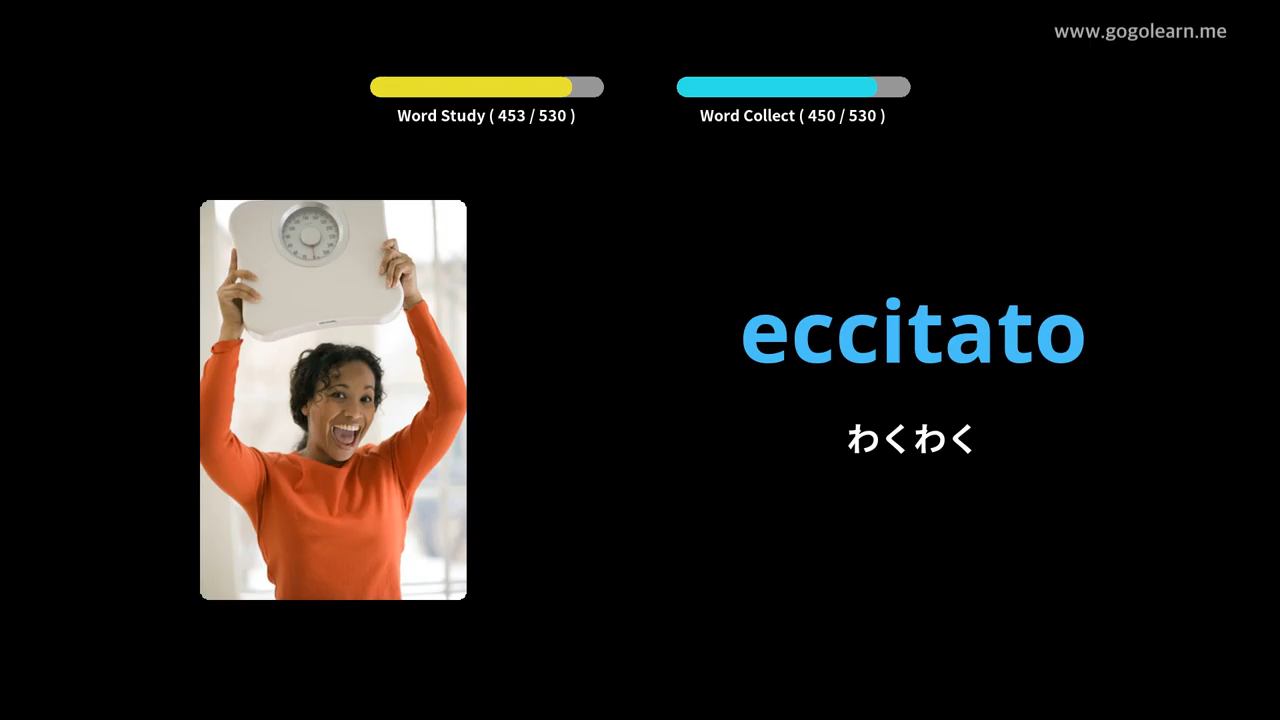 www.gogolearn.me
Word Study ( 453 / 530 )
Word Collect ( 450 / 530 )
eccitato
わくわく